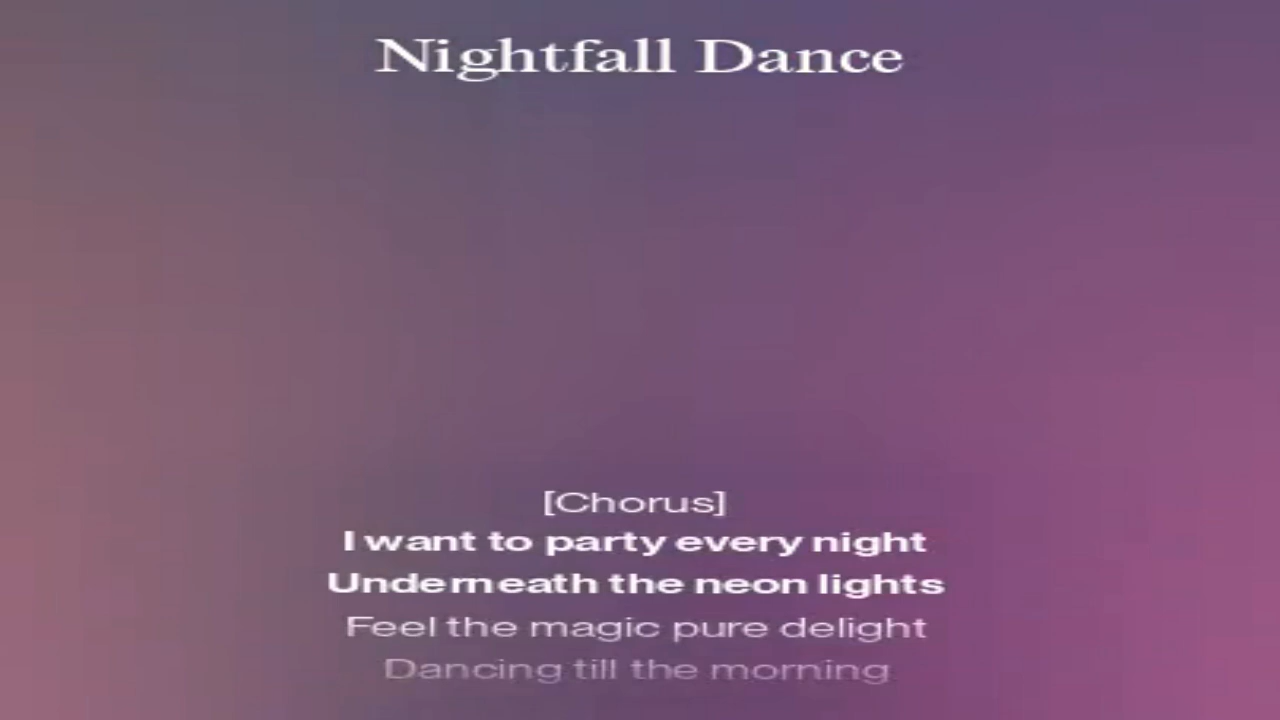 Nightfall Dance
[Chorus]
I want to party every night
Underneath the neon lights
Feel the magic pure delight
Dancing till the morning